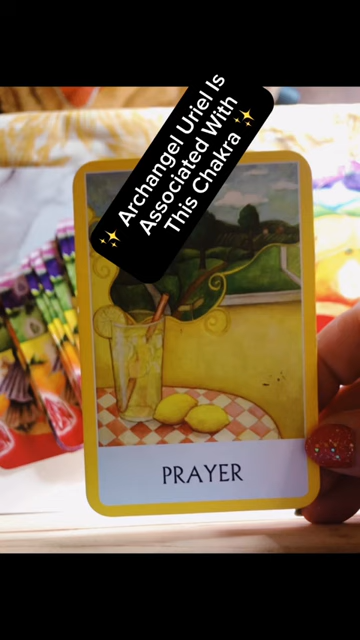 ✨ Archangel Uriel Is
Associated With
This Chakra ✨
PRAYER